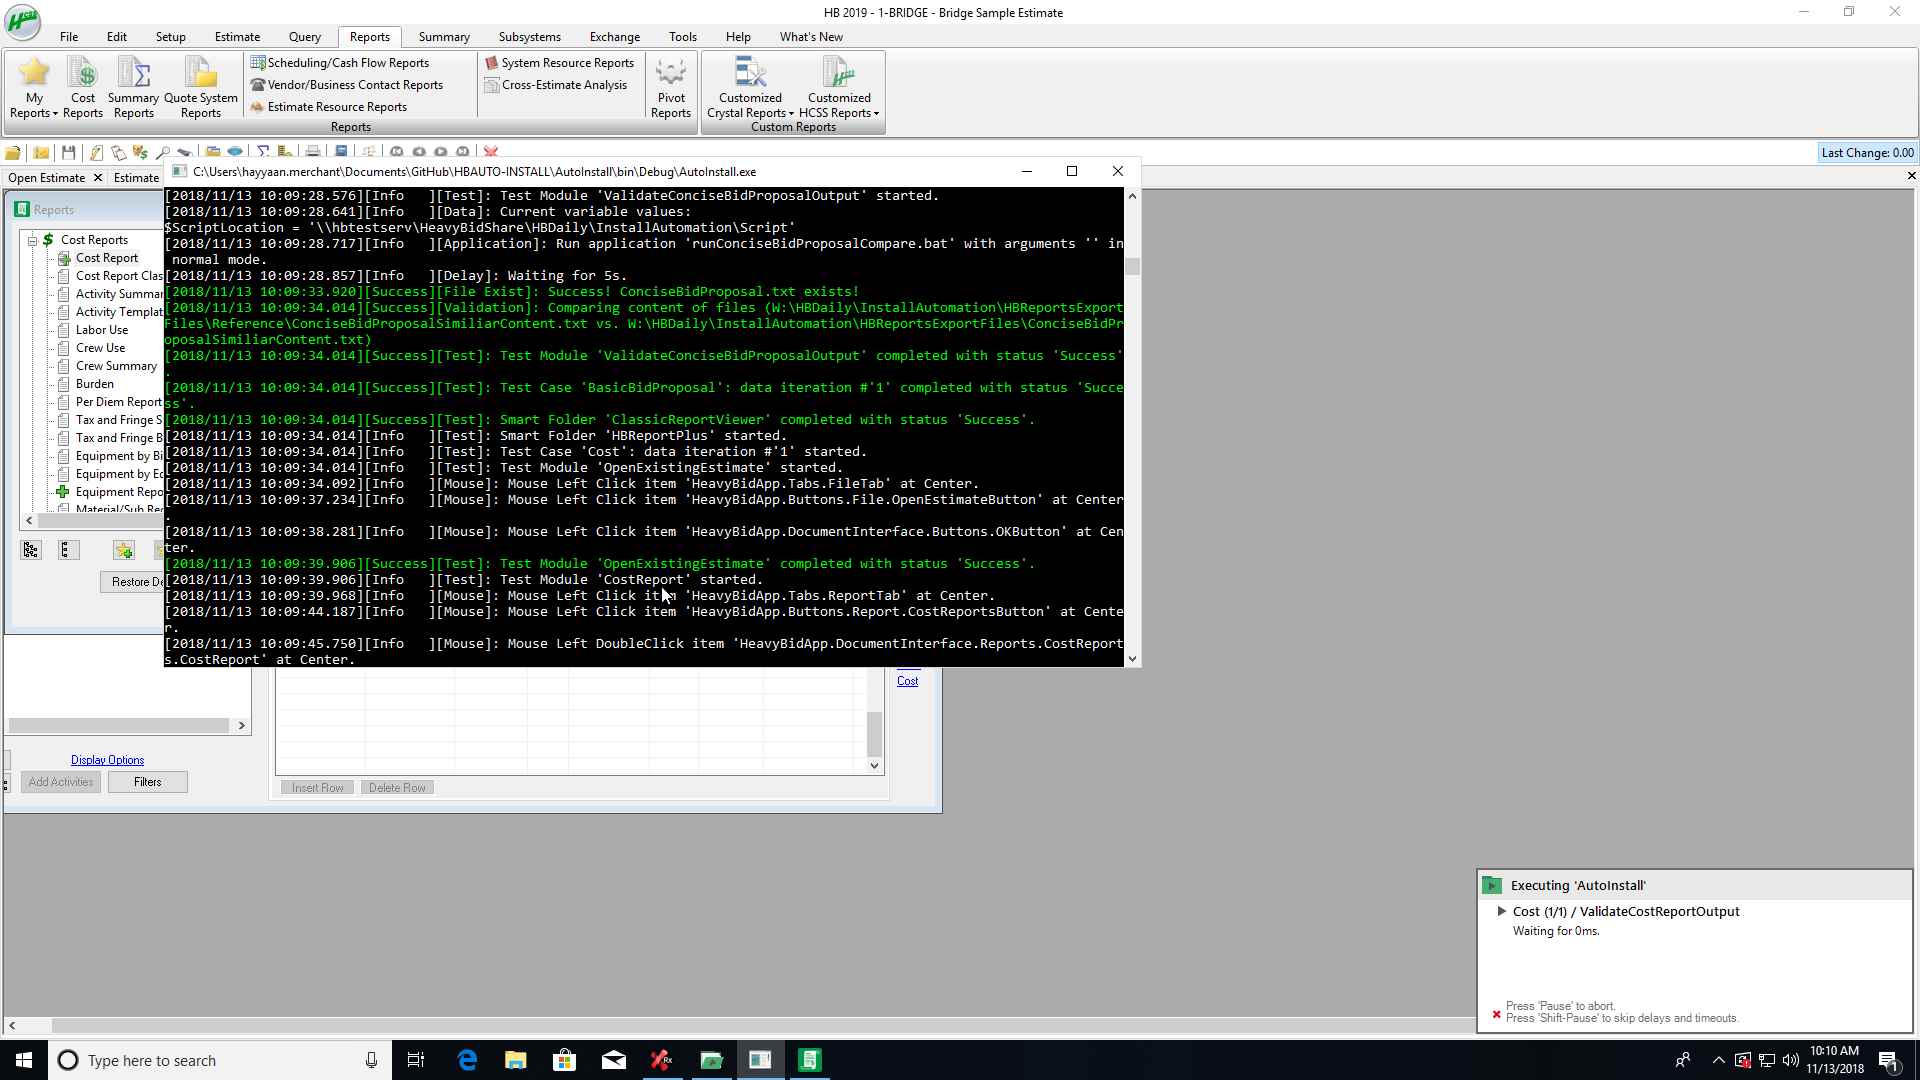 HB 2019 - 1-BRIDGE - Bridge Sample Estimate
File Edit Setup Estimate Query Reports Summary Subsystems Exchange Tools Help What's New
My Reports
Cost Reports
Summary Reports
Quote System Reports
Scheduling/Cash Flow Reports
Vendor/Business Contact Reports
Estimate Resource Reports
System Resource Reports
Cross-Estimate Analysis
Pivot Reports
Customized Crystal Reports
Customized HCSS Reports
Reports
Custom Reports
Last Change: 0.00
Open Estimate Estimate
C:\Users\hayyaan.merchant\Documents\GitHub\HBAUTO-INSTALL\AutoInstall\bin\Debug\AutoInstall.exe
[2018/11/13 10:09:28.576][Info   ][Test]: Test Module 'ValidateConciseBidProposalOutput' started.
[2018/11/13 10:09:28.641][Info   ][Data]: Current variable values:
$ScriptLocation = '\\hbtestserv\HeavyBidShare\HBDaily\InstallAutomation\Script'
[2018/11/13 10:09:28.717][Info   ][Application]: Run application 'runConciseBidProposalCompare.bat' with arguments '' in
 normal mode.
[2018/11/13 10:09:28.857][Info   ][Delay]: Waiting for 5s.
[2018/11/13 10:09:33.920][Success][File Exist]: Success! ConciseBidProposal.txt exists!
[2018/11/13 10:09:34.014][Success][Validation]: Comparing content of files (W:\HBDaily\InstallAutomation\HBReportsExport
Files\Reference\ConciseBidProposalSimiliarContent.txt vs. W:\HBDaily\InstallAutomation\HBReportsExportFiles\ConciseBidPr
oposalSimiliarContent.txt)
[2018/11/13 10:09:34.014][Success][Test]: Test Module 'ValidateConciseBidProposalOutput' completed with status 'Success'
.
[2018/11/13 10:09:34.014][Success][Test]: Test Case 'BasicBidProposal': data iteration #'1' completed with status 'Succe
ss'.
[2018/11/13 10:09:34.014][Success][Test]: Smart Folder 'ClassicReportViewer' completed with status 'Success'.
[2018/11/13 10:09:34.014][Info   ][Test]: Smart Folder 'HBReportPlus' started.
[2018/11/13 10:09:34.014][Info   ][Test]: Test Case 'Cost': data iteration #'1' started.
[2018/11/13 10:09:34.014][Info   ][Test]: Test Module 'OpenExistingEstimate' started.
[2018/11/13 10:09:34.092][Info   ][Mouse]: Mouse Left Click item 'HeavyBidApp.Tabs.FileTab' at Center.
[2018/11/13 10:09:37.234][Info   ][Mouse]: Mouse Left Click item 'HeavyBidApp.Buttons.File.OpenEstimateButton' at Center
.
[2018/11/13 10:09:38.281][Info   ][Mouse]: Mouse Left Click item 'HeavyBidApp.DocumentInterface.Buttons.OKButton' at Cen
ter.
[2018/11/13 10:09:39.906][Success][Test]: Test Module 'OpenExistingEstimate' completed with status 'Success'.
[2018/11/13 10:09:39.906][Info   ][Test]: Test Module 'CostReport' started.
[2018/11/13 10:09:39.968][Info   ][Mouse]: Mouse Left Click item 'HeavyBidApp.Tabs.ReportTab' at Center.
[2018/11/13 10:09:44.187][Info   ][Mouse]: Mouse Left Click item 'HeavyBidApp.Buttons.Report.CostReportsButton' at Cente
r.
[2018/11/13 10:09:45.750][Info   ][Mouse]: Mouse Left DoubleClick item 'HeavyBidApp.DocumentInterface.Reports.CostReport
s.CostReport' at Center.
Reports
Cost Reports
Cost Report
Cost Report Clas
Activity Summar
Activity Templat
Labor Use
Crew Use
Crew Summary
Burden
Per Diem Report
Tax and Fringe S
Tax and Fringe B
Equipment by Bi
Equipment by Ec
Equipment Repo
Material/Sub Rep
Restore De
Cost
Display Options
Add Activities Filters
Insert Row Delete Row
Executing 'AutoInstall'
Cost (1/1) / ValidateCostReportOutput
Waiting for 0ms.
Press 'Pause' to abort.
Press 'Shift-Pause' to skip delays and timeouts.
Type here to search
10:10 AM
11/13/2018
1